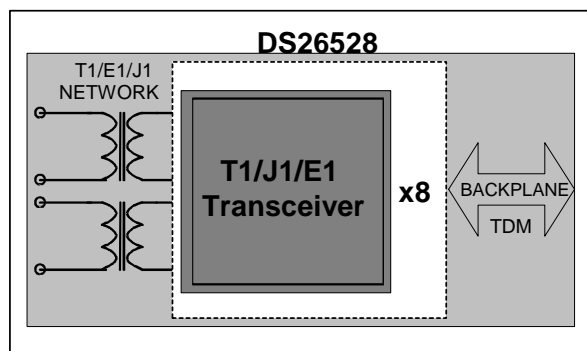 DS26528
T1/E1/J1
NETWORK
T1/J1/E1
Transceiver
x8
BACKPLANE
TDM